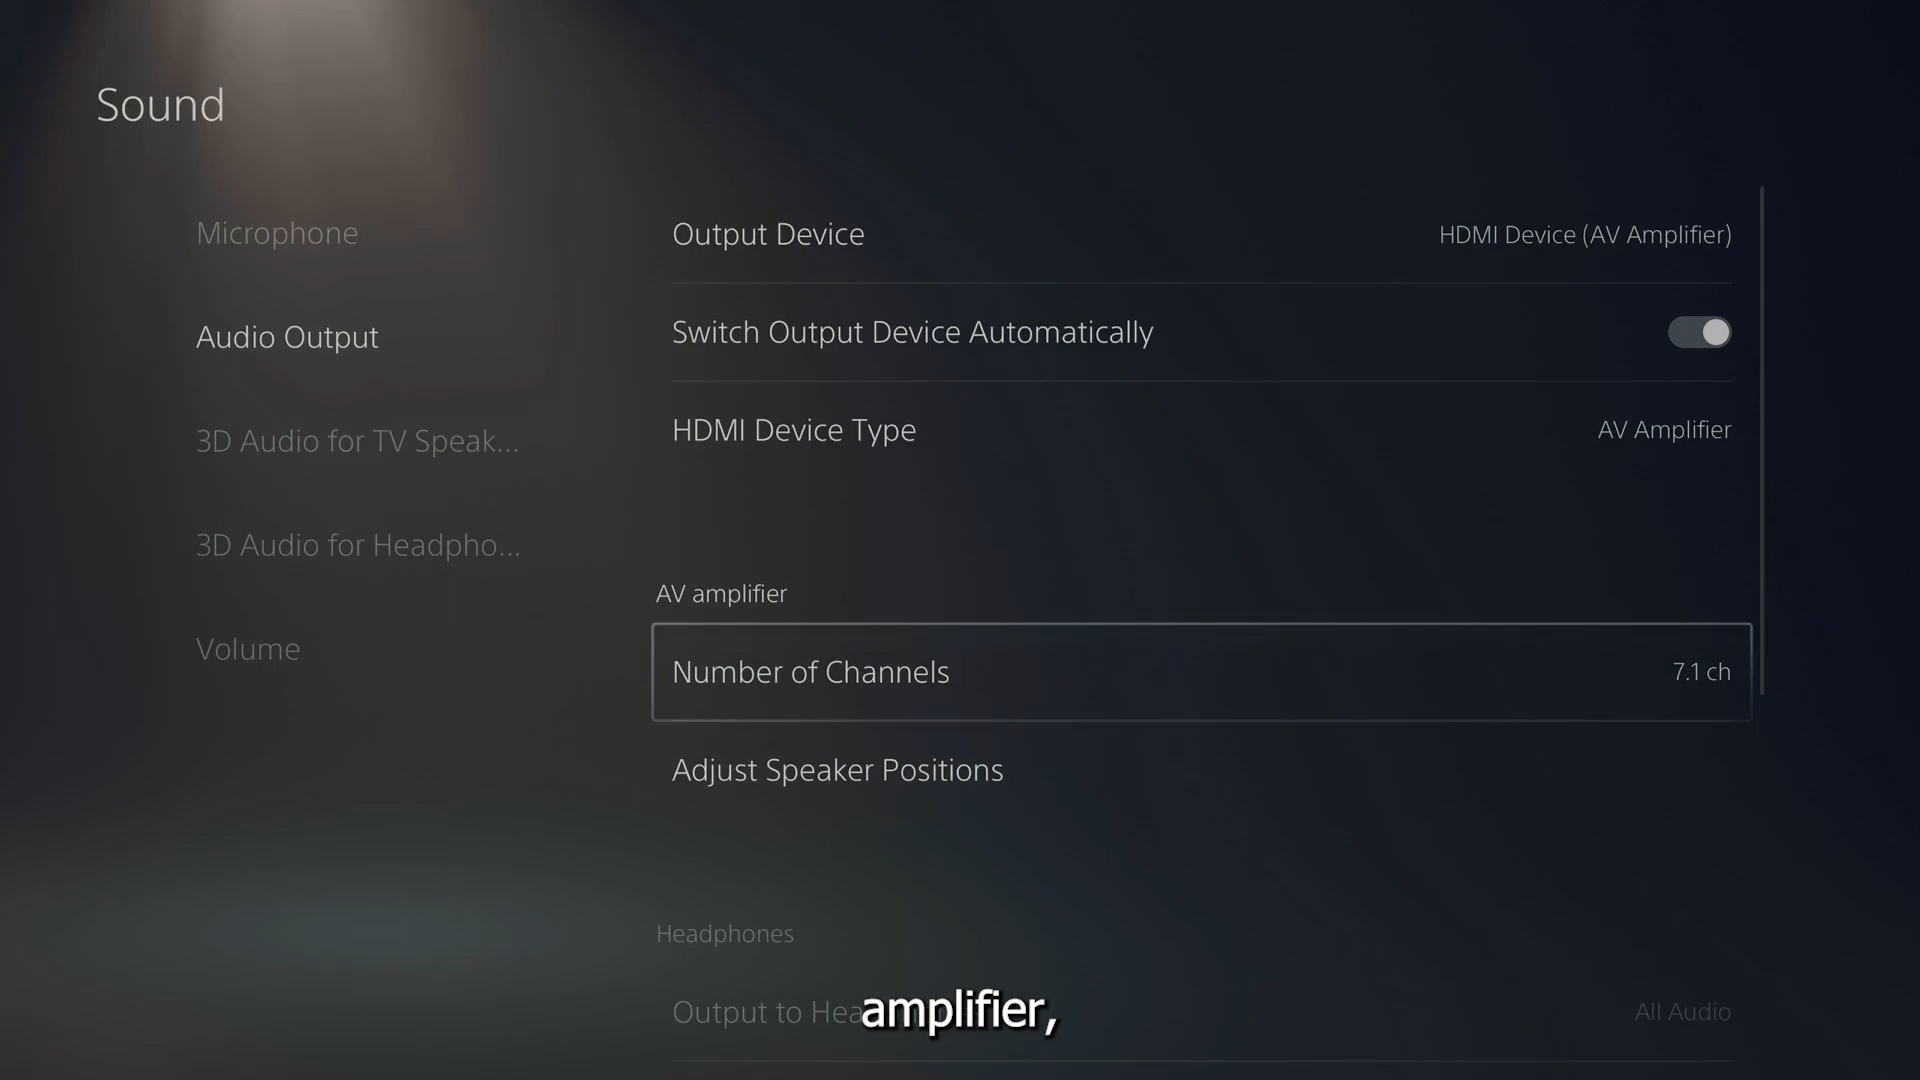 Sound
Microphone
Audio Output
3D Audio for TV Speak...
3D Audio for Headpho...
Volume
Output Device
HDMI Device (AV Amplifier)
Switch Output Device Automatically
HDMI Device Type
AV Amplifier
AV amplifier
Number of Channels
7.1 ch
Adjust Speaker Positions
Headphones
Output to
All Audio
amplifier,